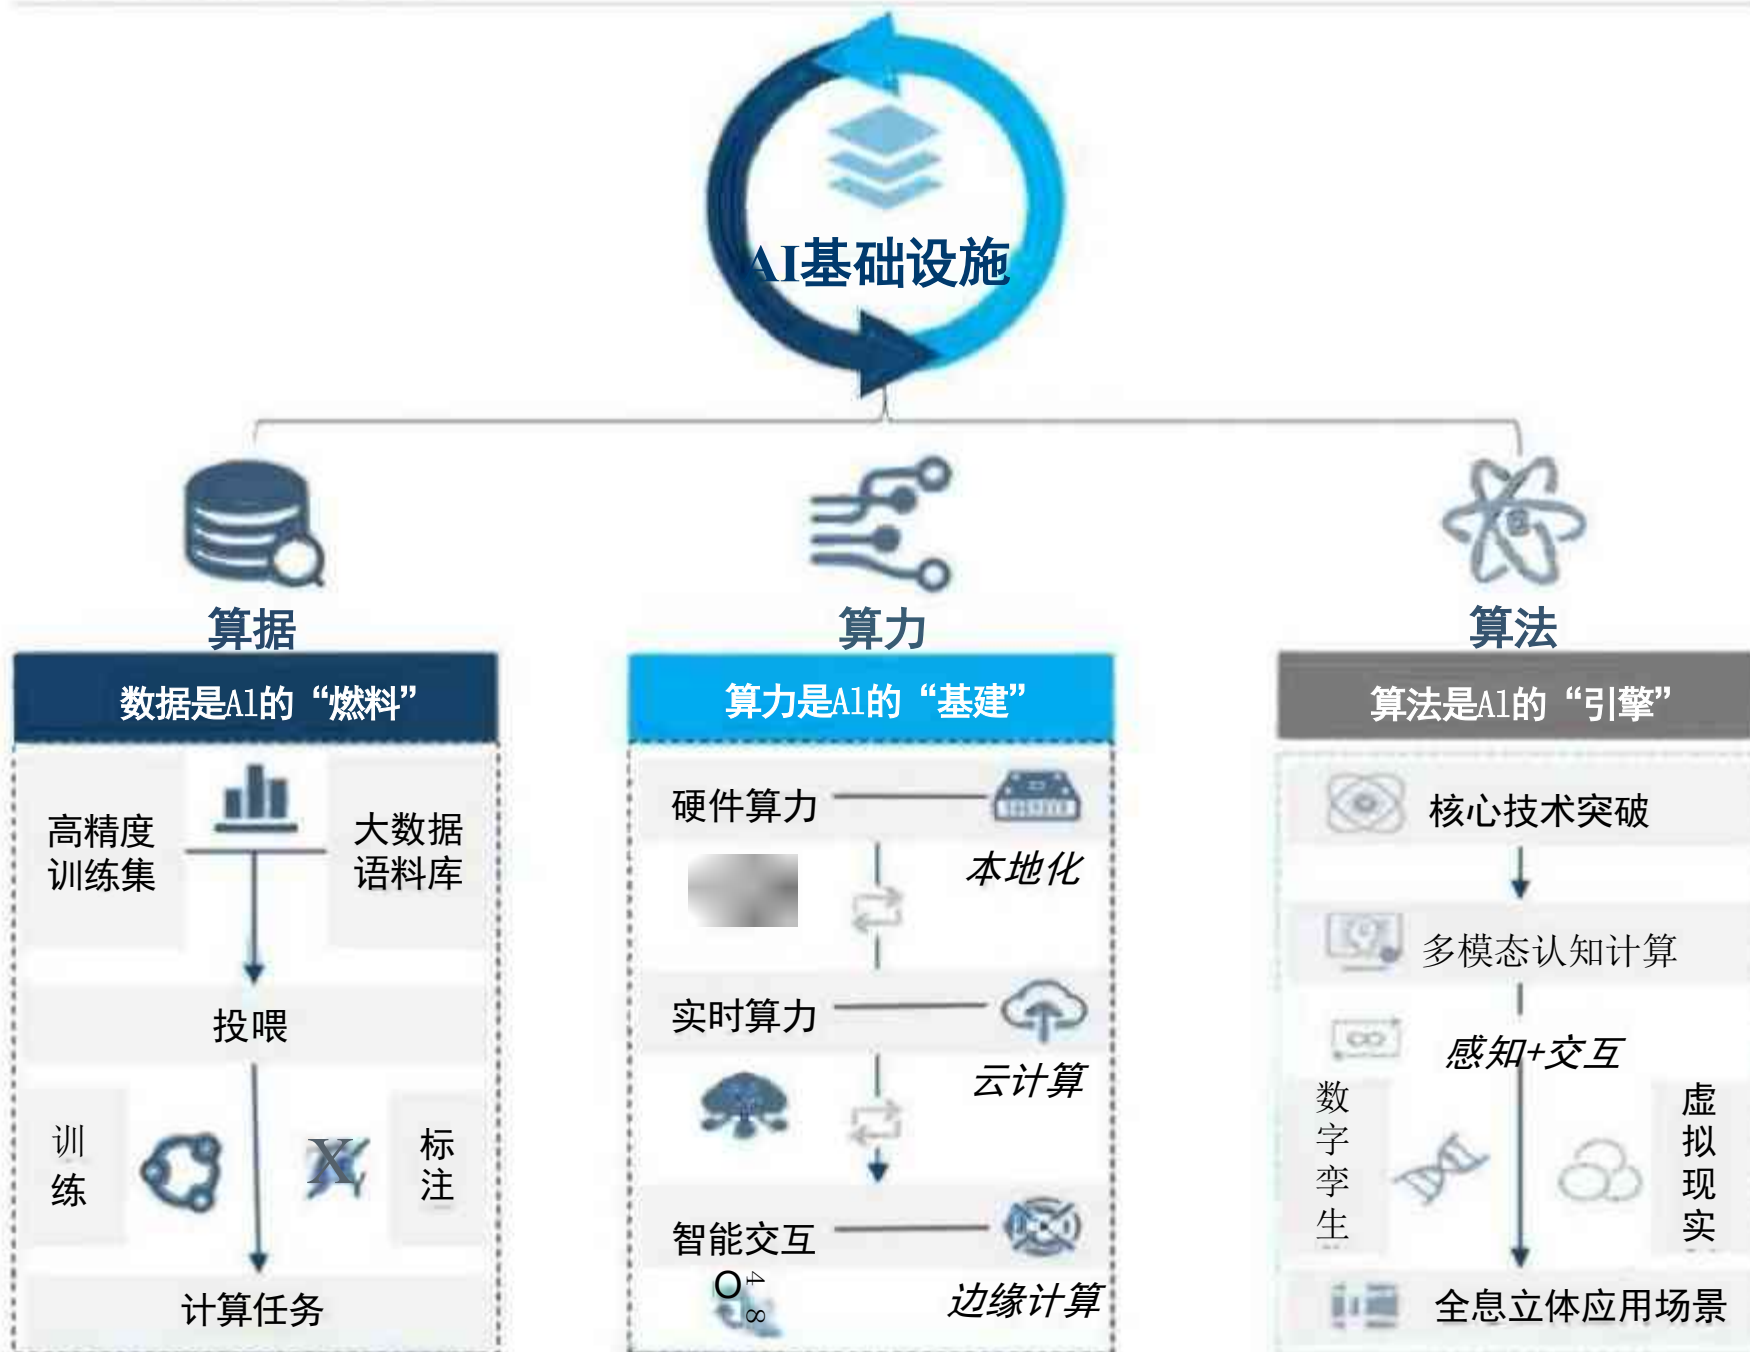 AI基础设施
算据
数据是A1的“燃料”
高精度
训练集
大数据
语料库
投喂
训
练
标
注
X
计算任务
算力
算力是A1的“基建”
硬件算力
本地化
实时算力
云计算
智能交互
边缘计算
O
4
8
算法
算法是A1的“引擎”
核心技术突破
多模态认知计算
感知+交互
数
字
孪
生
虚
拟
现
实
全息立体应用场景